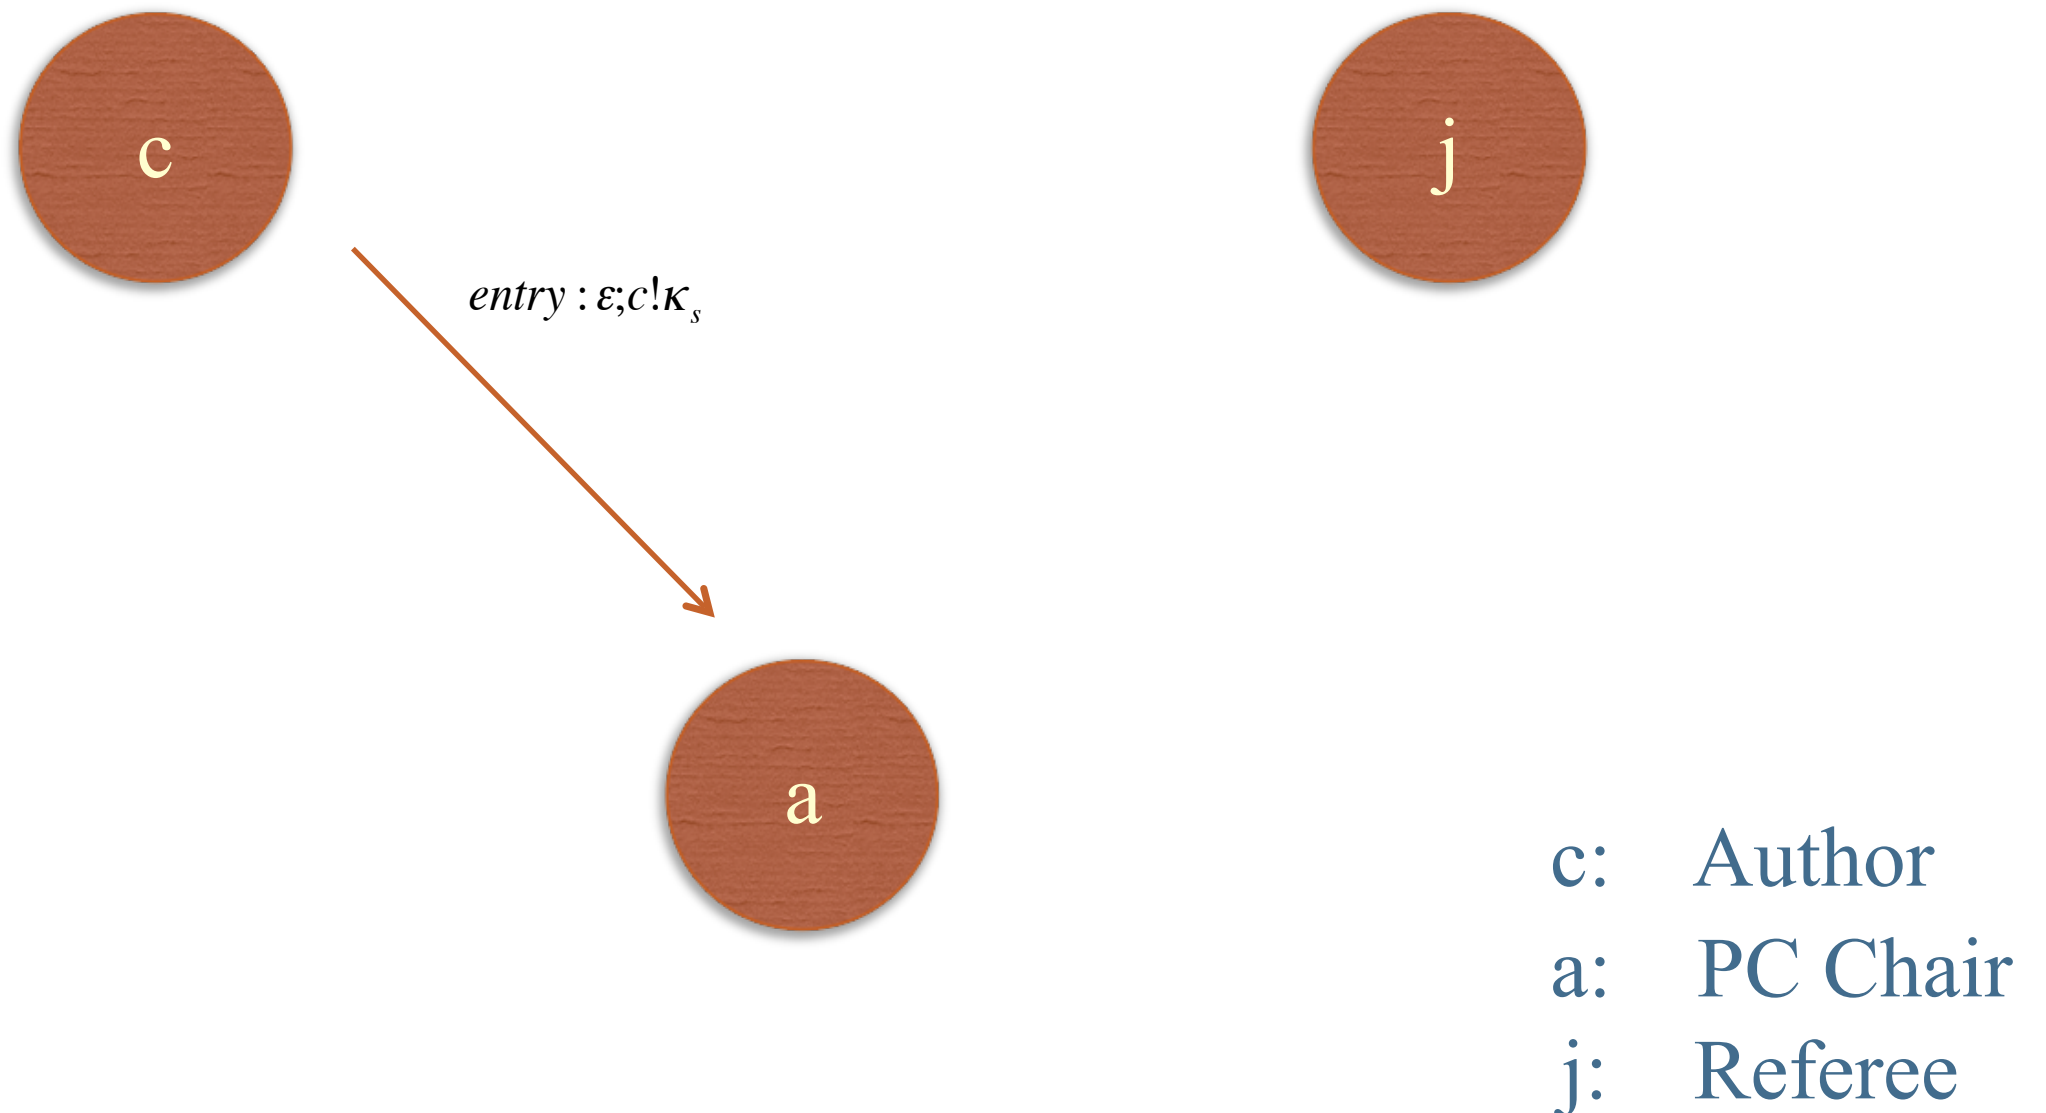 c
j
entry : ε;c!κₛ
a
c: Author
a: PC Chair
j: Referee